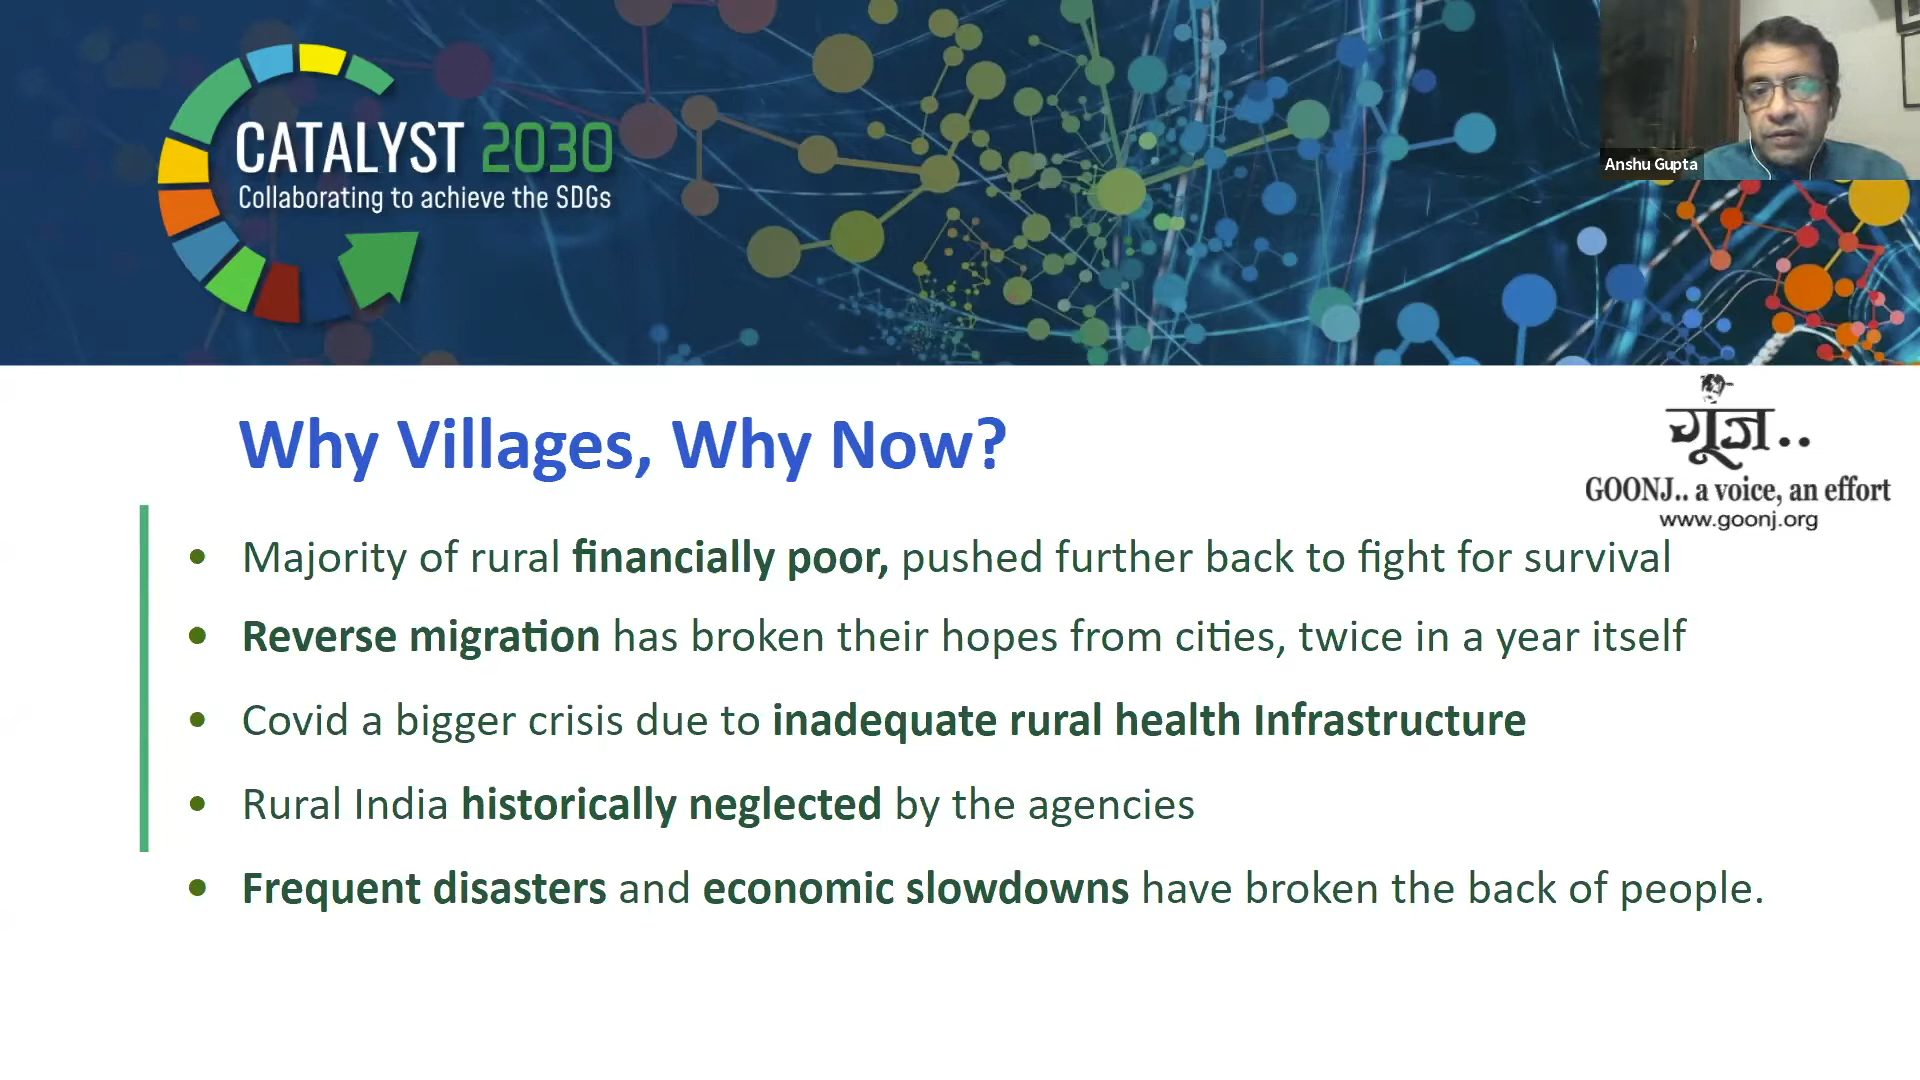 CATALYST 2030
Collaborating to achieve the SDGs
Anshu Gupta
गूंज..
GOONJ.. a voice, an effort
www.goonj.org
Why Villages, Why Now?
• Majority of rural financially poor, pushed further back to fight for survival
• Reverse migration has broken their hopes from cities, twice in a year itself
• Covid a bigger crisis due to inadequate rural health Infrastructure
• Rural India historically neglected by the agencies
• Frequent disasters and economic slowdowns have broken the back of people.